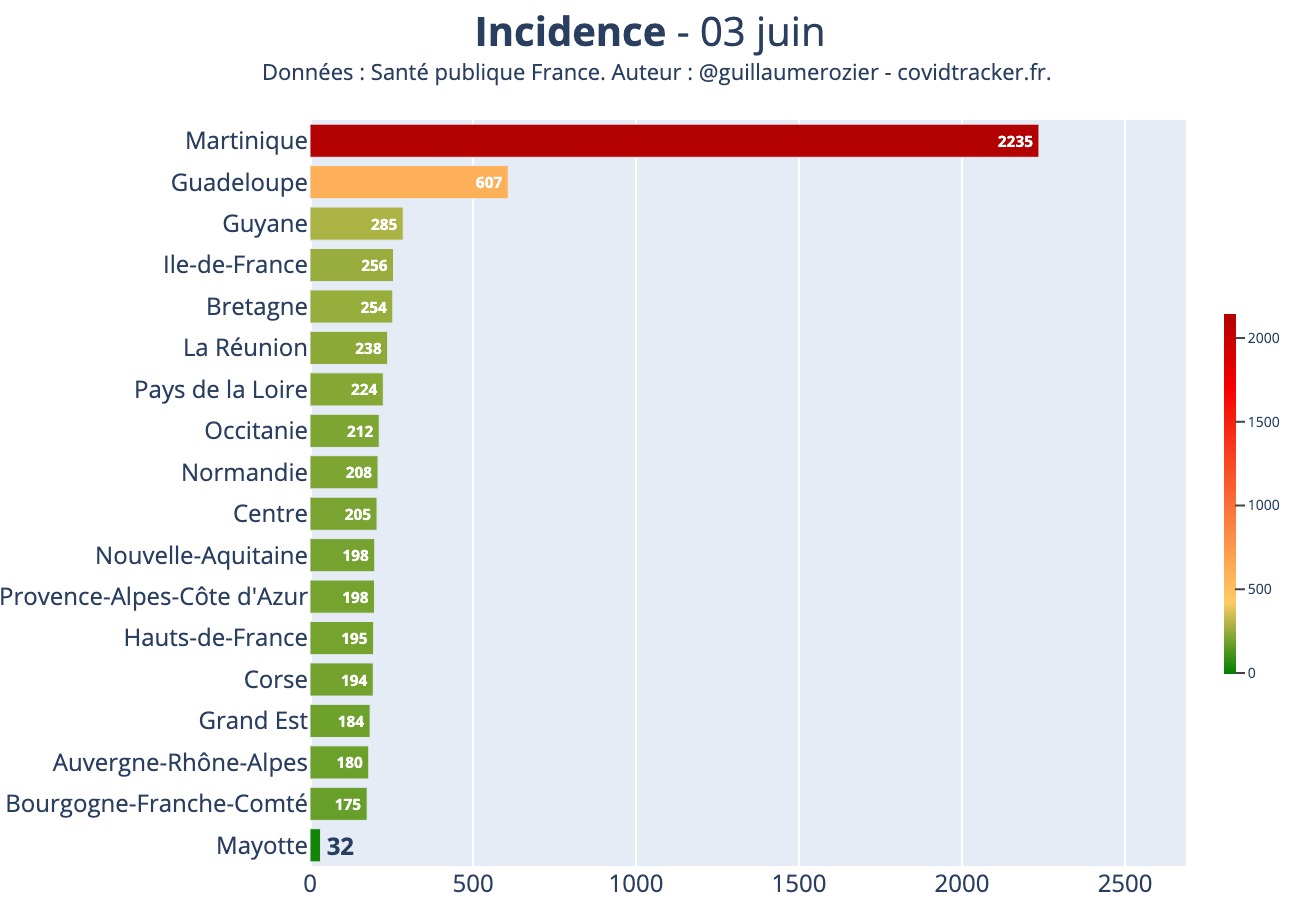 Incidence - 03 juin
Données : Santé publique France. Auteur : @guillaumerozier - covidtracker.fr.
Martinique 2235
Guadeloupe 607
Guyane 285
Ile-de-France 256
Bretagne 254
La Réunion 238
Pays de la Loire 224
Occitanie 212
Normandie 208
Centre 205
Nouvelle-Aquitaine 198
Provence-Alpes-Côte d'Azur 198
Hauts-de-France 195
Corse 194
Grand Est 184
Auvergne-Rhône-Alpes 180
Bourgogne-Franche-Comté 175
Mayotte 32
0 500 1000 1500 2000 2500
2000
1500
1000
500
0